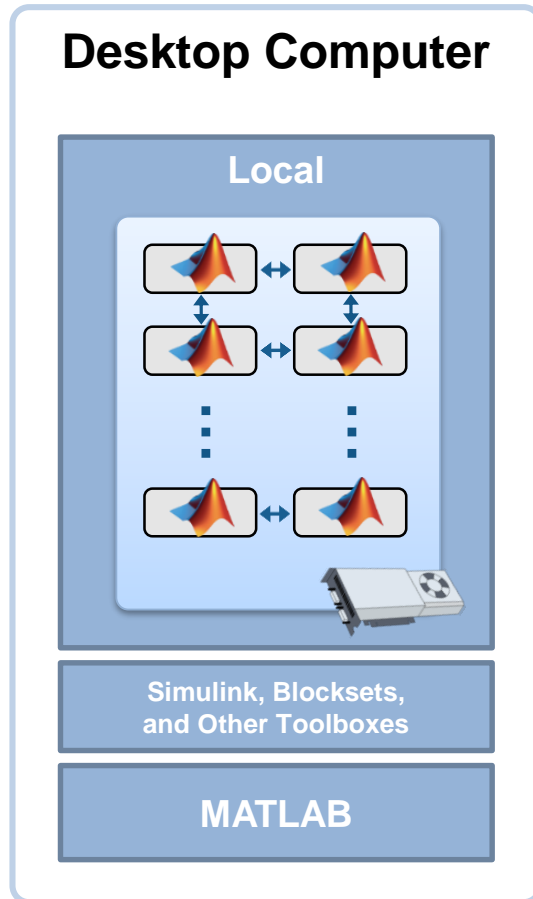 Desktop Computer
Local
Simulink, Blocksets,
and Other Toolboxes
MATLAB